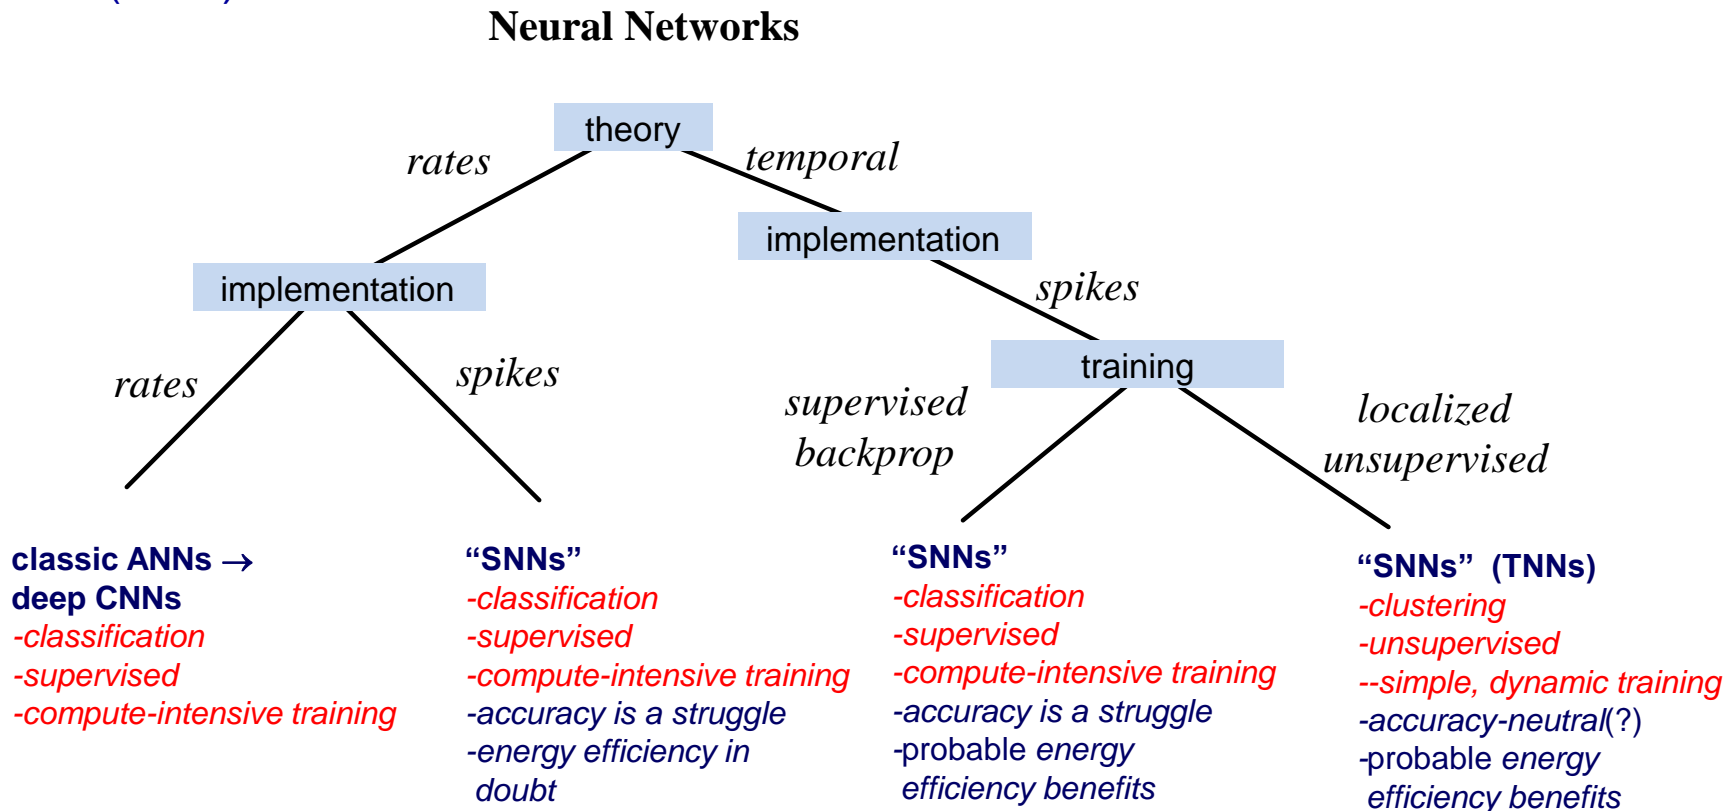 Neural Networks
theory
rates
temporal
implementation
implementation
spikes
rates
spikes
training
supervised
backprop
localized
unsupervised
classic ANNs →
deep CNNs
-classification
-supervised
-compute-intensive training
“SNNs”
-classification
-supervised
-compute-intensive training
-accuracy is a struggle
-energy efficiency in
doubt
“SNNs”
-classification
-supervised
-compute-intensive training
-accuracy is a struggle
-probable energy
efficiency benefits
“SNNs” (TNNs)
-clustering
-unsupervised
--simple, dynamic training
-accuracy-neutral(?)
-probable energy
efficiency benefits